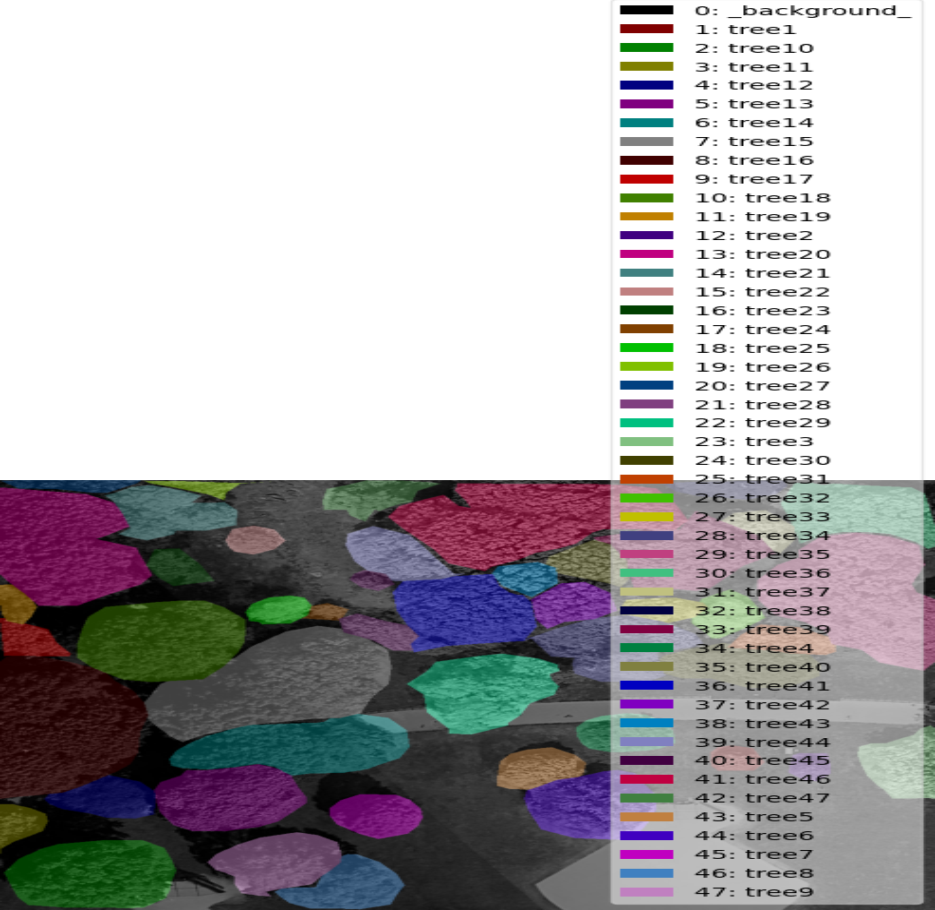 0: _background_
1: tree1
2: tree10
3: tree11
4: tree12
5: tree13
6: tree14
7: tree15
8: tree16
9: tree17
10: tree18
11: tree19
12: tree2
13: tree20
14: tree21
15: tree22
16: tree23
17: tree24
18: tree25
19: tree26
20: tree27
21: tree28
22: tree29
23: tree3
24: tree30
25: tree31
26: tree32
27: tree33
28: tree34
29: tree35
30: tree36
31: tree37
32: tree38
33: tree39
34: tree4
35: tree40
36: tree41
37: tree42
38: tree43
39: tree44
40: tree45
41: tree46
42: tree47
43: tree5
44: tree6
45: tree7
46: tree8
47: tree9